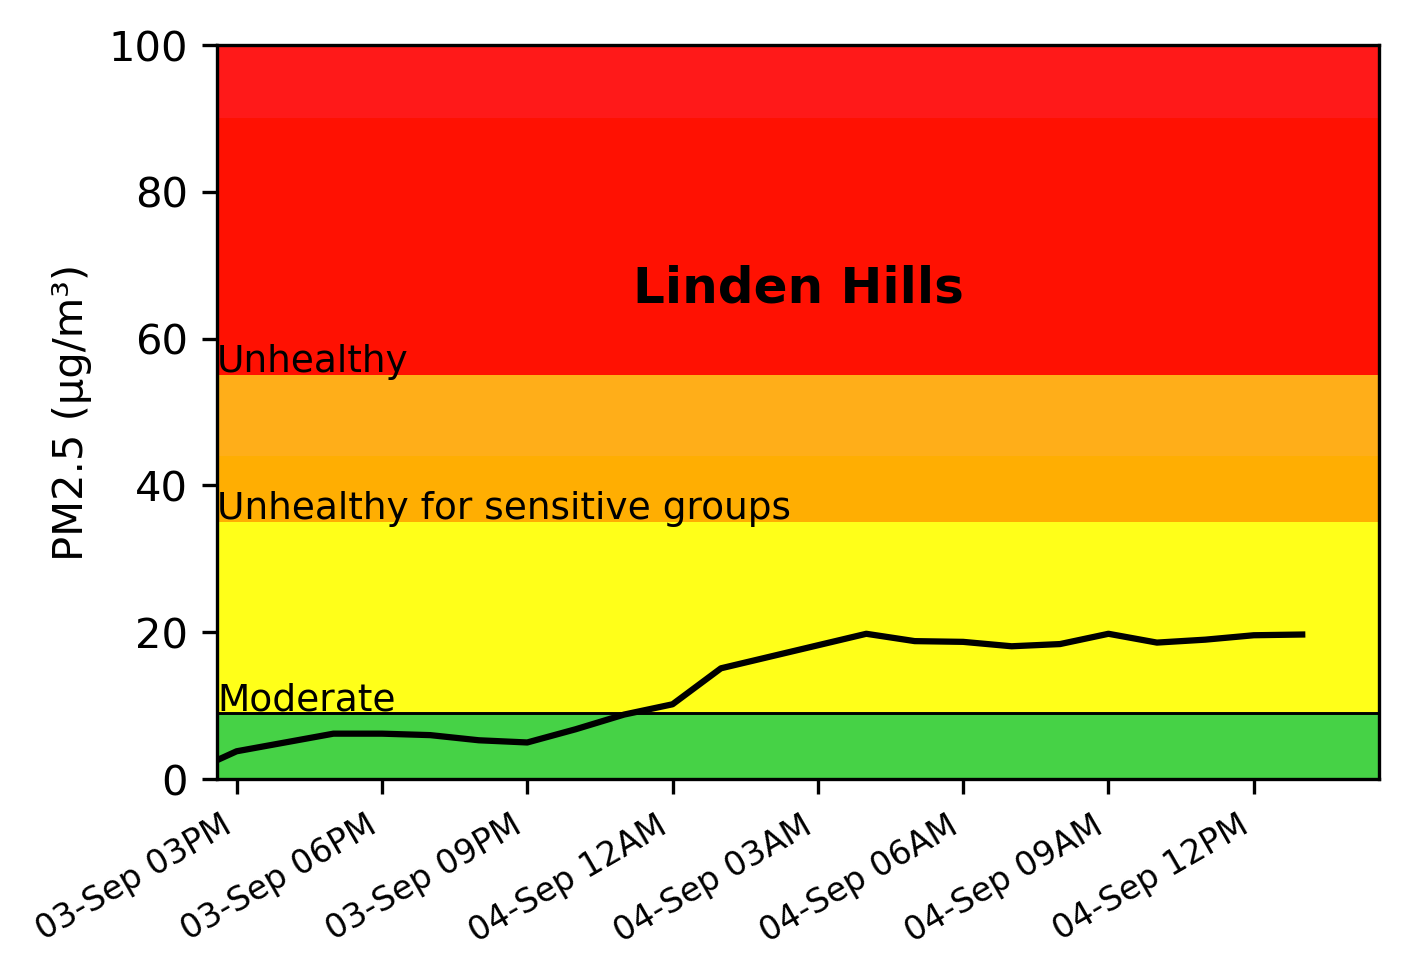 100
80
60
40
20
0
PM2.5 (µg/m³)
Linden Hills
Unhealthy
Unhealthy for sensitive groups
Moderate
03-Sep 03PM
03-Sep 06PM
03-Sep 09PM
04-Sep 12AM
04-Sep 03AM
04-Sep 06AM
04-Sep 09AM
04-Sep 12PM